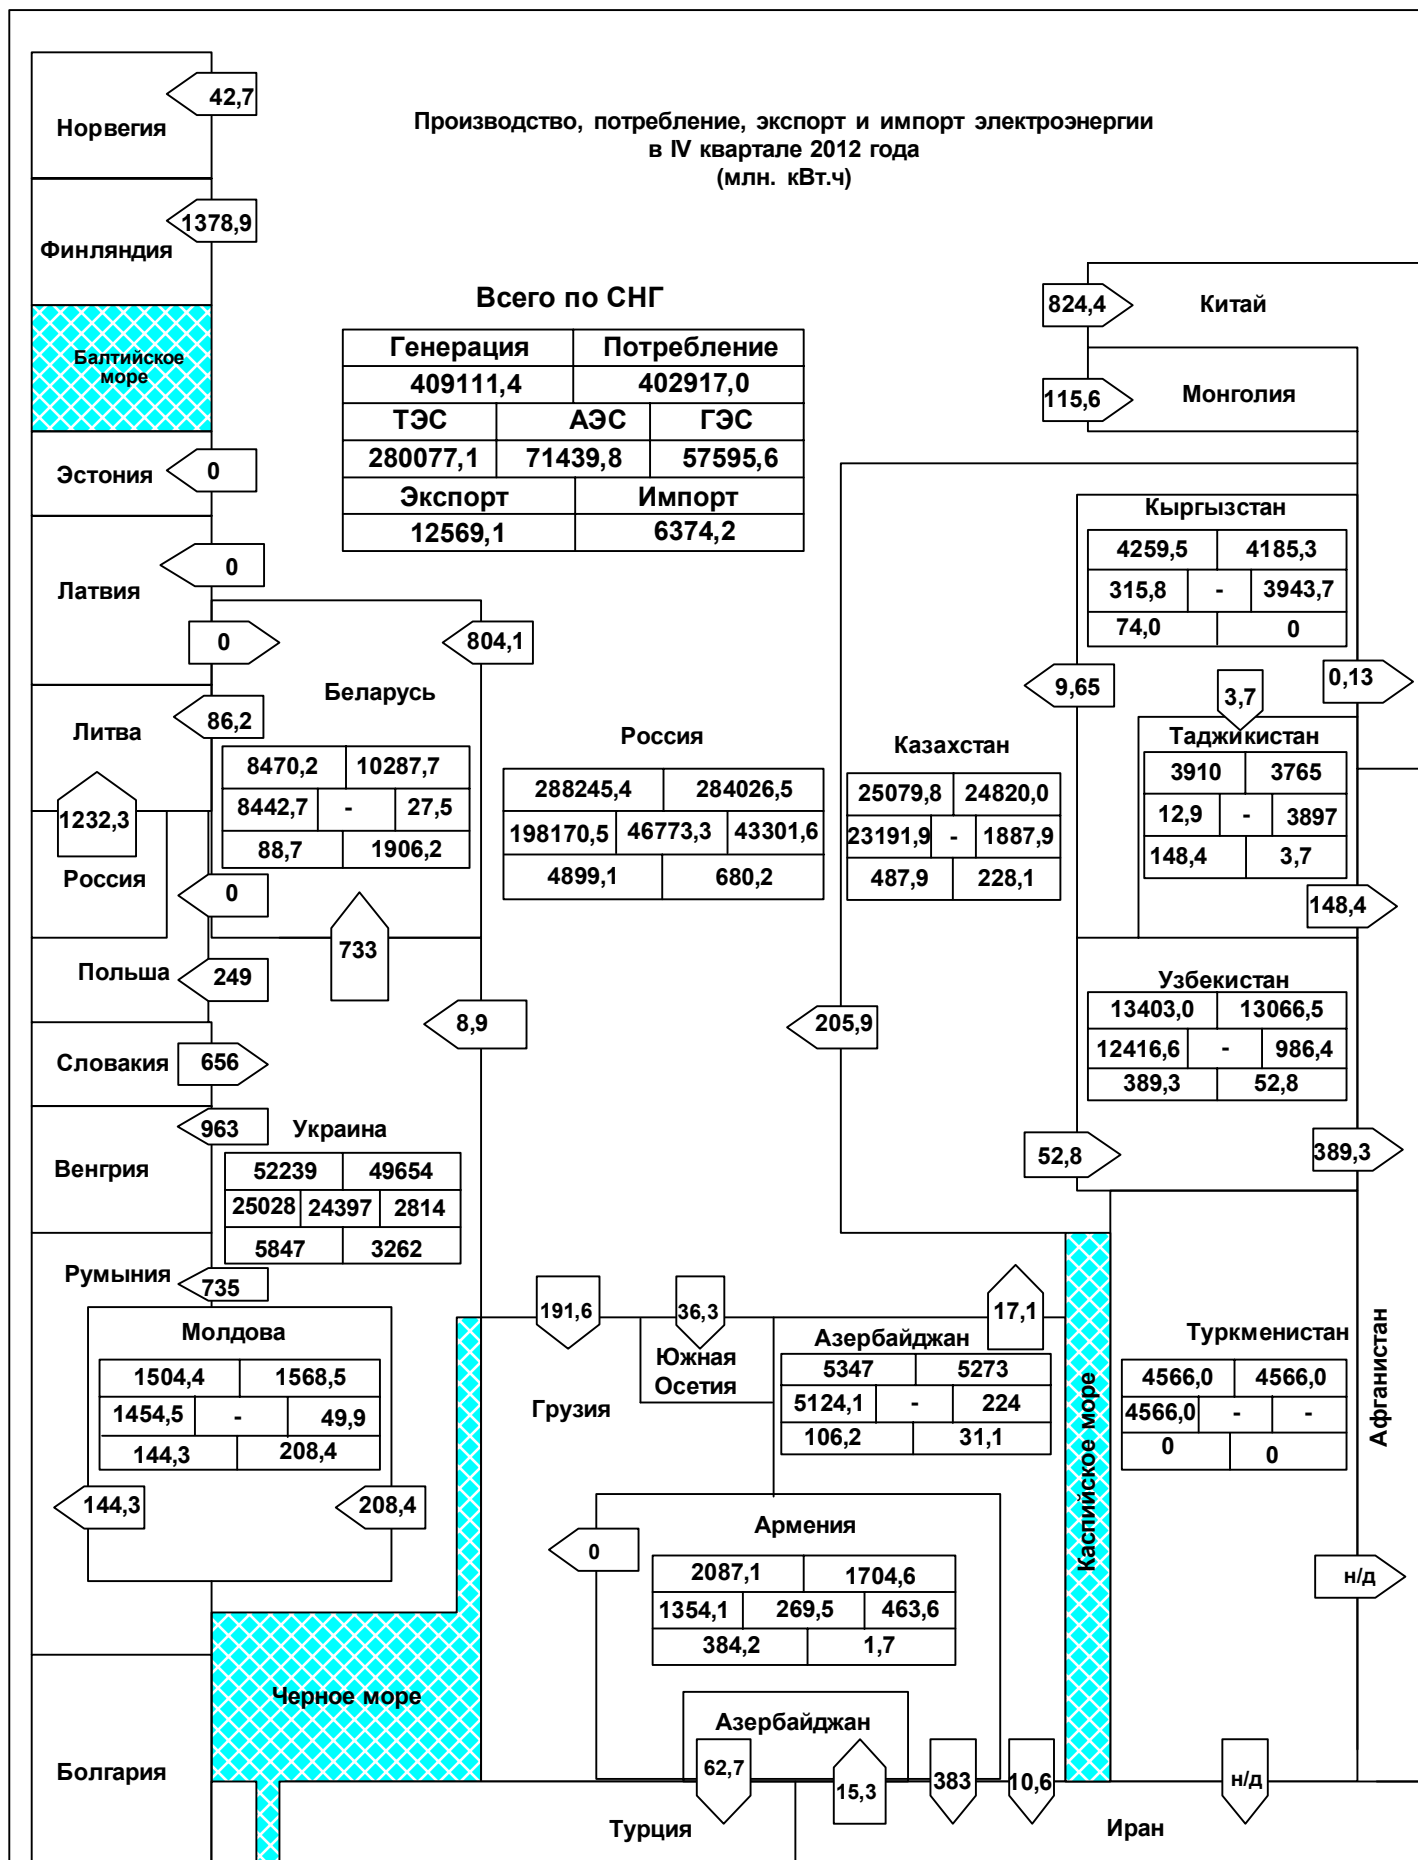 42,7
Норвегия
Производство, потребление, экспорт и импорт электроэнергии
в IV квартале 2012 года
(млн. кВт.ч)
1378,9
Финляндия
Балтийское
море
Всего по СНГ
Генерация Потребление
409111,4 402917,0
ТЭС АЭС ГЭС
280077,1 71439,8 57595,6
Экспорт Импорт
12569,1 6374,2
824,4 Китай
115,6 Монголия
Эстония 0
Латвия 0
0
804,1
Кыргызстан
4259,5 4185,3
315,8 - 3943,7
74,0 0
9,65
0,13
3,7
Литва 86,2
1232,3
Россия
0
Беларусь
8470,2 10287,7
8442,7 - 27,5
88,7 1906,2
733
Россия
288245,4 284026,5
198170,5 46773,3 43301,6
4899,1 680,2
Казахстан
25079,8 24820,0
23191,9 - 1887,9
487,9 228,1
Таджикистан
3910 3765
12,9 - 3897
148,4 3,7
148,4
Польша 249
8,9
205,9
Узбекистан
13403,0 13066,5
12416,6 - 986,4
389,3 52,8
52,8
389,3
Словакия 656
963
Венгрия
Украина
52239 49654
25028 24397 2814
5847 3262
Румыния
735
Молдова
1504,4 1568,5
1454,5 - 49,9
144,3 208,4
144,3 208,4
191,6
36,3
17,1
Южная
Осетия
Грузия
Азербайджан
5347 5273
5124,1 - 224
106,2 31,1
Каспийское море
Туркменистан
4566,0 4566,0
4566,0 - -
0 0
Афганистан
0
Армения
2087,1 1704,6
1354,1 269,5 463,6
384,2 1,7
н/д
Черное море
Азербайджан
Болгария
62,7
15,3
383
10,6
н/д
Турция
Иран